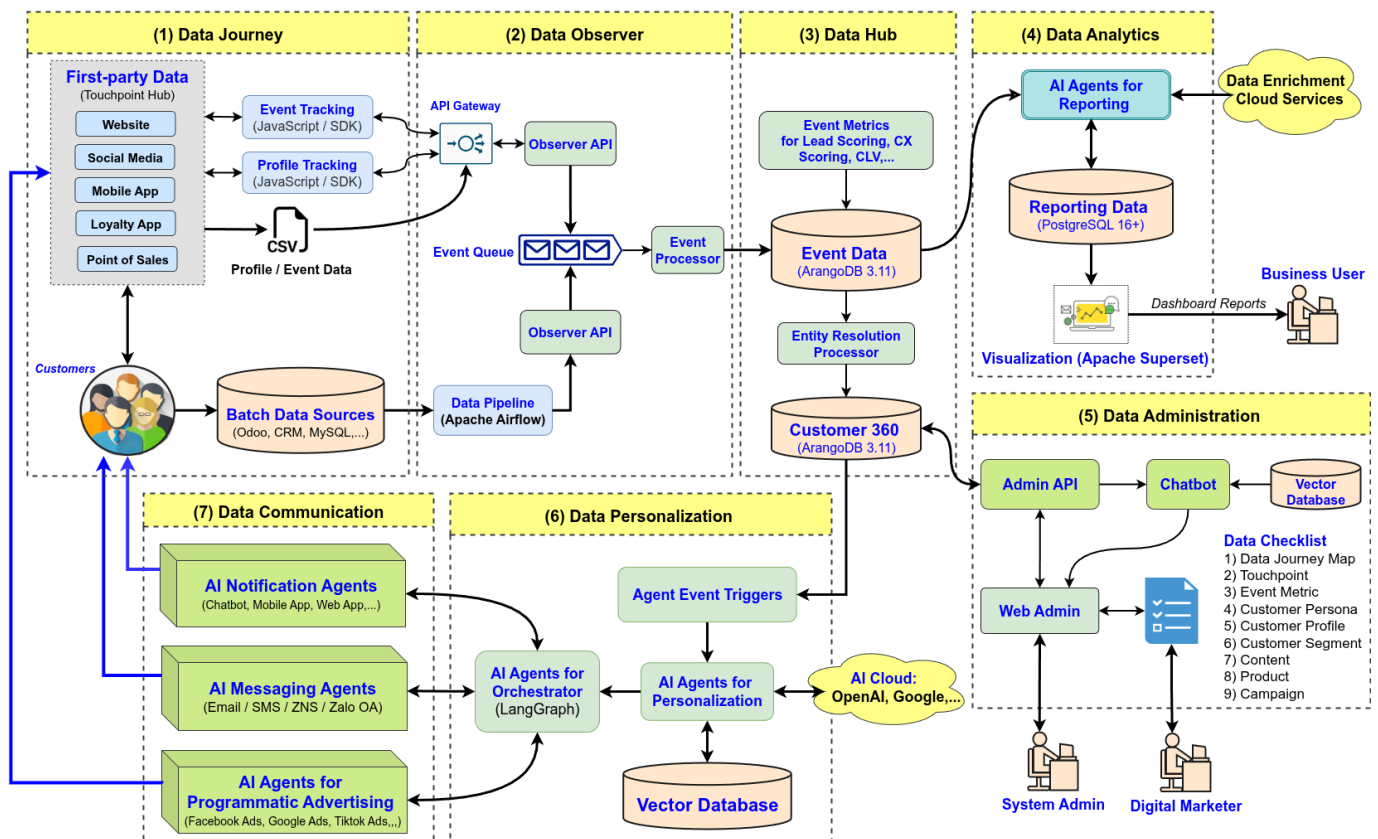 (1) Data Journey
First-party Data
(Touchpoint Hub)
Website
Social Media
Mobile App
Loyalty App
Point of Sales
Event Tracking
(JavaScript / SDK)
Profile Tracking
(JavaScript / SDK)
CSV
Profile / Event Data
Customers
Batch Data Sources
(Odoo, CRM, MySQL,...)
(2) Data Observer
API Gateway
Observer API
Event Queue
Event
Processor
Observer API
Data Pipeline
(Apache Airflow)
(3) Data Hub
Event Metrics
for Lead Scoring, CX
Scoring, CLV,...
Event Data
(ArangoDB 3.11)
Entity Resolution
Processor
Customer 360
(ArangoDB 3.11)
(4) Data Analytics
AI Agents for
Reporting
Data Enrichment
Cloud Services
Reporting Data
(PostgreSQL 16+)
Visualization (Apache Superset)
Dashboard Reports
Business User
(5) Data Administration
Admin API
Chatbot
Vector
Database
Web Admin
Data Checklist
1) Data Journey Map
2) Touchpoint
3) Event Metric
4) Customer Persona
5) Customer Profile
6) Customer Segment
7) Content
8) Product
9) Campaign
System Admin
Digital Marketer
(6) Data Personalization
Agent Event Triggers
AI Agents for
Personalization
AI Cloud:
OpenAI, Google,...
Vector Database
AI Agents for
Orchestrator
(LangGraph)
(7) Data Communication
AI Notification Agents
(Chatbot, Mobile App, Web App,...)
AI Messaging Agents
(Email / SMS / ZNS / Zalo OA)
AI Agents for
Programmatic Advertising
(Facebook Ads, Google Ads, Tiktok Ads,,,)